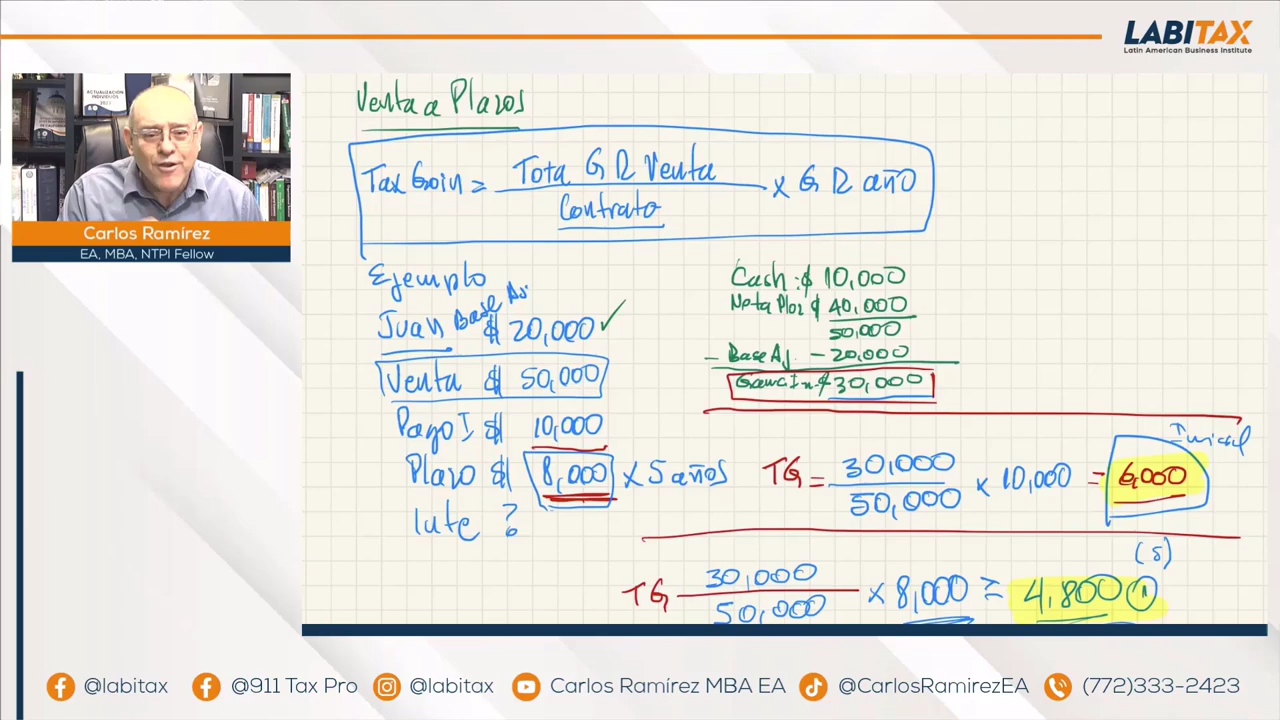 LABITAX
Latin American Business Institute
Carlos Ramírez
EA, MBA, NTPI Fellow
Venta a Plazos
Tax Gain = Tota G R Venta x G R año
Contrato
Ejemplo
Juan Base Aj $ 20,000 ✓
Venta $ 50,000
Pago I $ 10,000
Plazo $ 8,000 x 5 años
?
Cash: $ 10,000
$ 40,000
50,000
- Base Aj. - 20,000
$ 30,000
Inicial
TG = 30,000 x 10,000 = 6,000
50,000
(5)
TG 30,000 x 8,000 = 4,800
50,000
@labitax
@911 Tax Pro
@labitax
Carlos Ramírez MBA EA
@CarlosRamirezEA
(772)333-2423